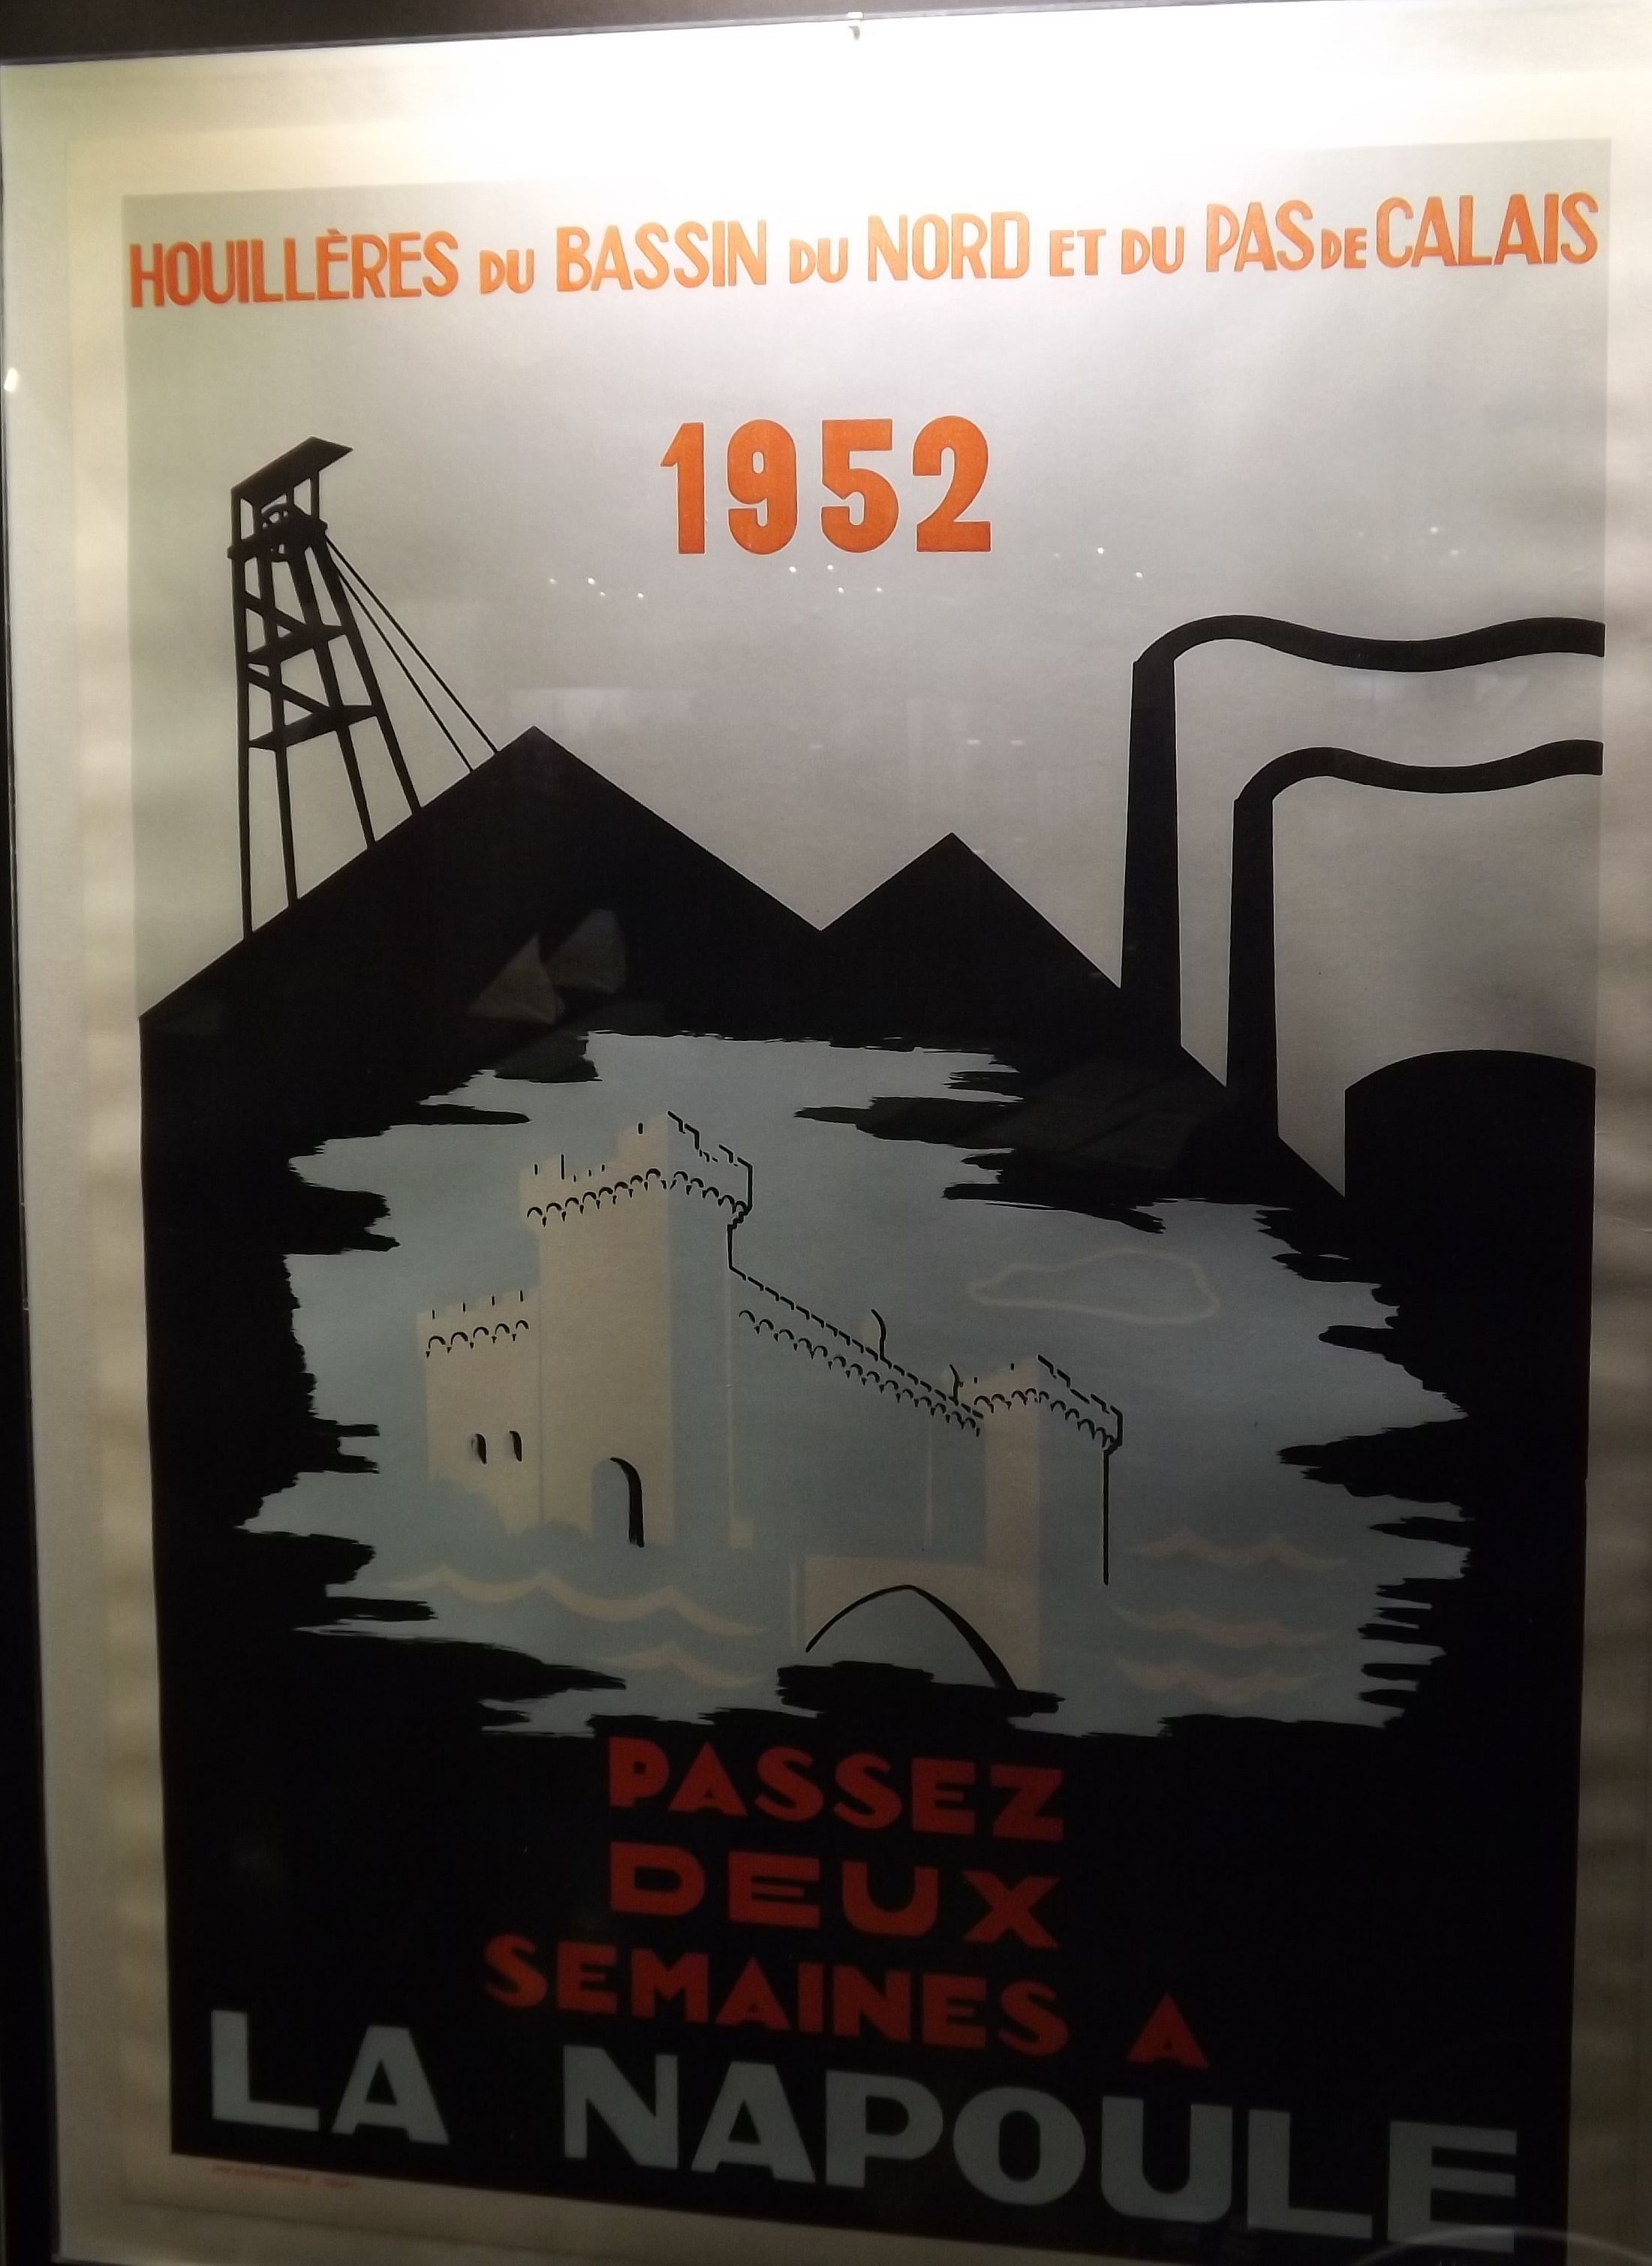 HOUILLÈRES DU BASSIN DU NORD ET DU PAS DE CALAIS
1952
PASSEZ
DEUX
SEMAINES A
LA NAPOULE